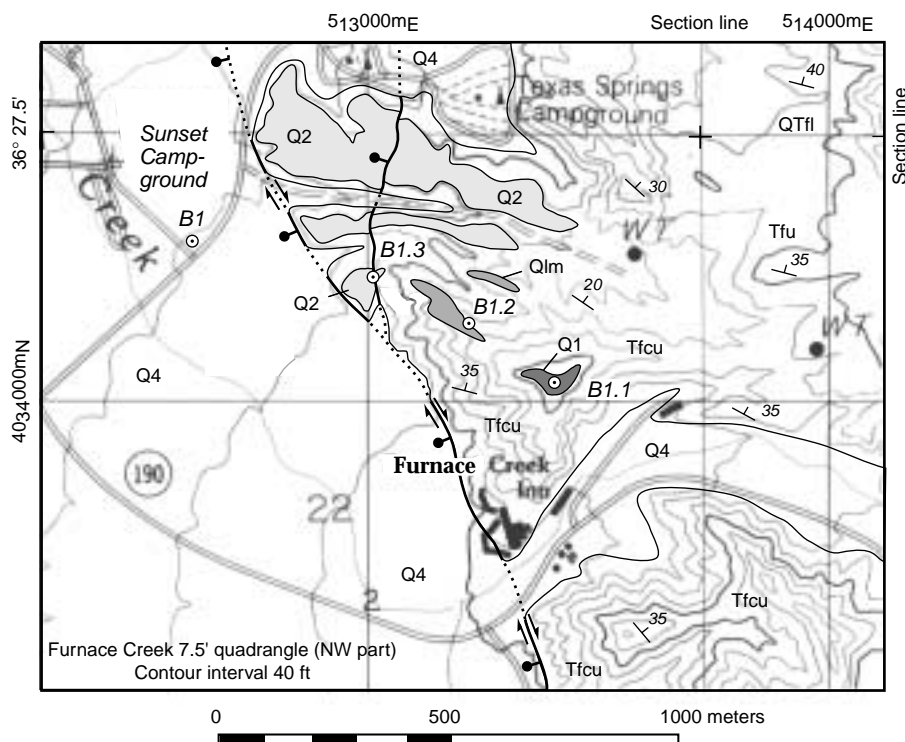 513000mE
Section line
514000mE
Q4
40
Texas Springs
Campground
QTfl
36° 27.5'
Section line
Q2
Sunset
Camp-
ground
30
Creek
Q2
B1
WT
Tfu
B1.3
35
Qlm
Q2
20
B1.2
WT
Q1
Tfcu
4034000mN
Q4
35
B1.1
35
Tfcu
Q4
190
Furnace Creek
Inn
22
Q4
2
Tfcu
35
Furnace Creek 7.5' quadrangle (NW part)
Contour interval 40 ft
Tfcu
0 500 1000 meters